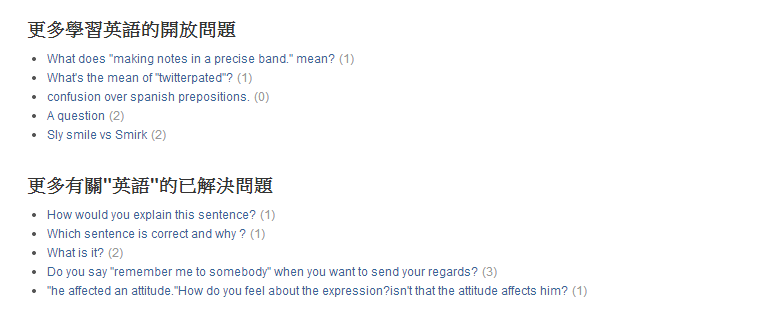 更多學習英語的開放問題
What does "making notes in a precise band." mean? (1)
What's the mean of "twitterpated"? (1)
confusion over spanish prepositions. (0)
A question (2)
Sly smile vs Smirk (2)
更多有關"英語"的已解決問題
How would you explain this sentence? (1)
Which sentence is correct and why ? (1)
What is it? (2)
Do you say "remember me to somebody" when you want to send your regards? (3)
"he affected an attitude."How do you feel about the expression?isn't that the attitude affects him? (1)